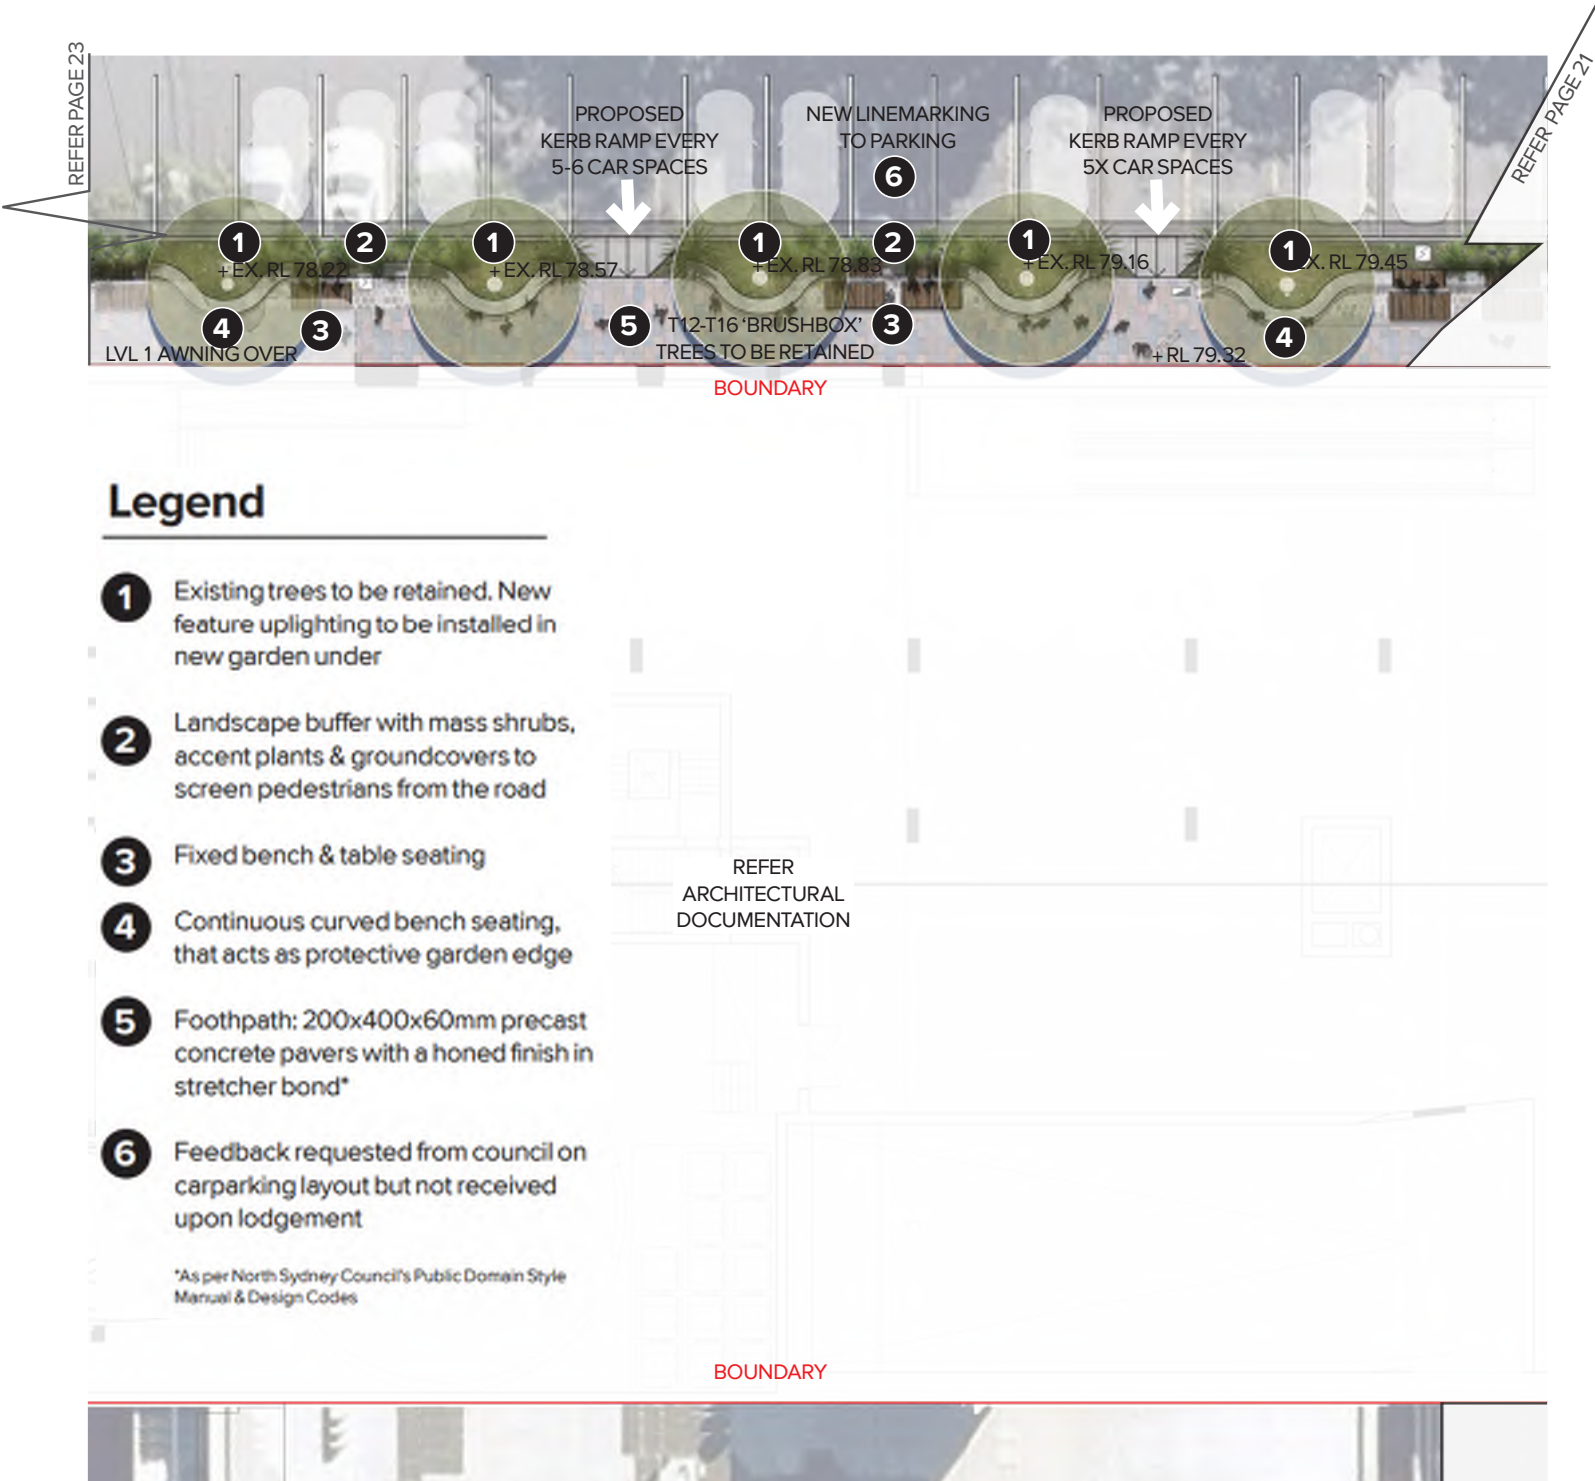 REFER PAGE 23
REFER PAGE 21
PROPOSED
KERB RAMP EVERY
5-6 CAR SPACES
NEW LINEMARKING
TO PARKING
6
PROPOSED
KERB RAMP EVERY
5X CAR SPACES
1
2
1
1
2
1
1
+ EX. RL 78.22
+ EX. RL 78.57
+ EX. RL 78.83
+ EX. RL 79.16
EX. RL 79.45
4
3
5
T12-T16 ‘BRUSHBOX’
TREES TO BE RETAINED
3
4
LVL 1 AWNING OVER
+ RL 79.32
BOUNDARY
Legend
1 Existing trees to be retained. New
feature uplighting to be installed in
new garden under
2 Landscape buffer with mass shrubs,
accent plants & groundcovers to
screen pedestrians from the road
3 Fixed bench & table seating
4 Continuous curved bench seating,
that acts as protective garden edge
5 Foothpath: 200x400x60mm precast
concrete pavers with a honed finish in
stretcher bond*
6 Feedback requested from council on
carparking layout but not received
upon lodgement
*As per North Sydney Council's Public Domain Style
Manual & Design Codes
REFER
ARCHITECTURAL
DOCUMENTATION
BOUNDARY